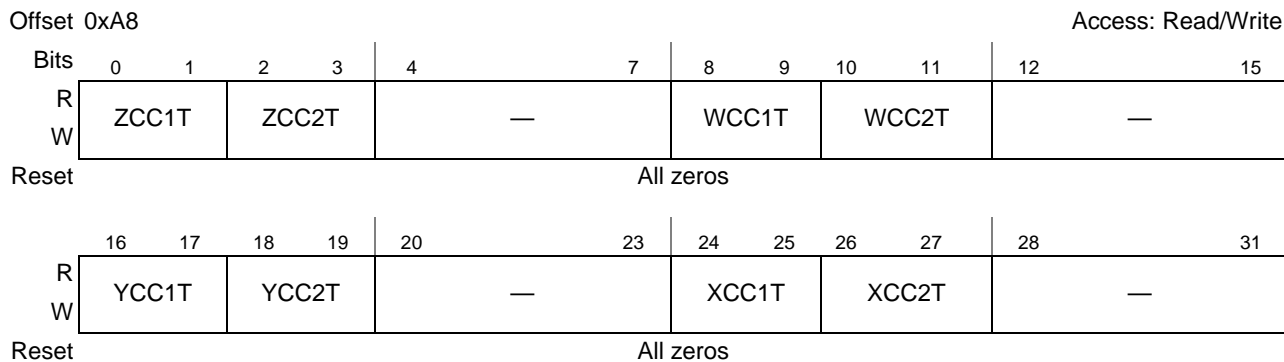 Offset 0xA8 Access: Read/Write
Bits 0 1 2 3 4 7 8 9 10 11 12 15
R
ZCC1T ZCC2T — WCC1T WCC2T —
W
Reset All zeros
16 17 18 19 20 23 24 25 26 27 28 31
R
YCC1T YCC2T — XCC1T XCC2T —
W
Reset All zeros